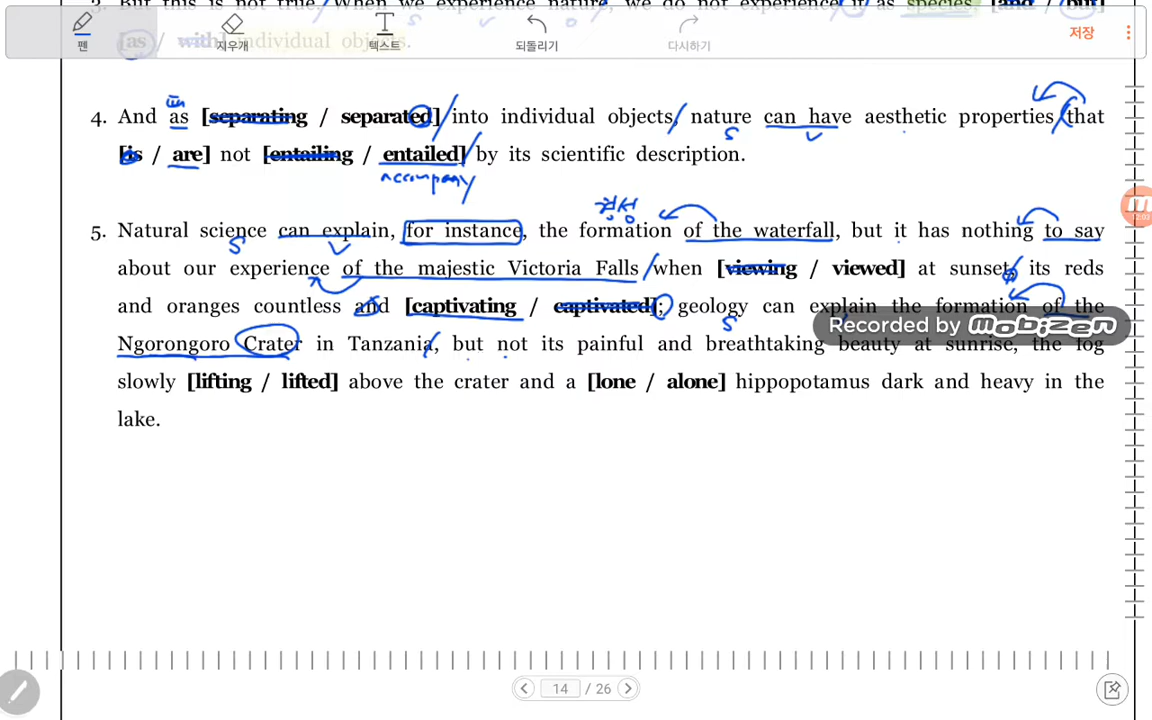 3. But this is not true. When we experience nature, we do not experience it as species, [and / but]
[as / with] individual objects.
펜
지우개
텍스트
되돌리기
다시하기
저장
4. And as [separating / separated] into individual objects, nature can have aesthetic properties that
S
V
[is / are] not [entailing / entailed] by its scientific description.
accompany
형성
5. Natural science can explain, for instance, the formation of the waterfall, but it has nothing to say
S
V
O
about our experience of the majestic Victoria Falls when [viewing / viewed] at sunset, its reds
and oranges countless and [captivating / captivated]; geology can explain the formation of the
S
Recorded by mobizen
Ngorongoro Crater in Tanzania, but not its painful and breathtaking beauty at sunrise, the fog
slowly [lifting / lifted] above the crater and a [lone / alone] hippopotamus dark and heavy in the
lake.
14 / 26